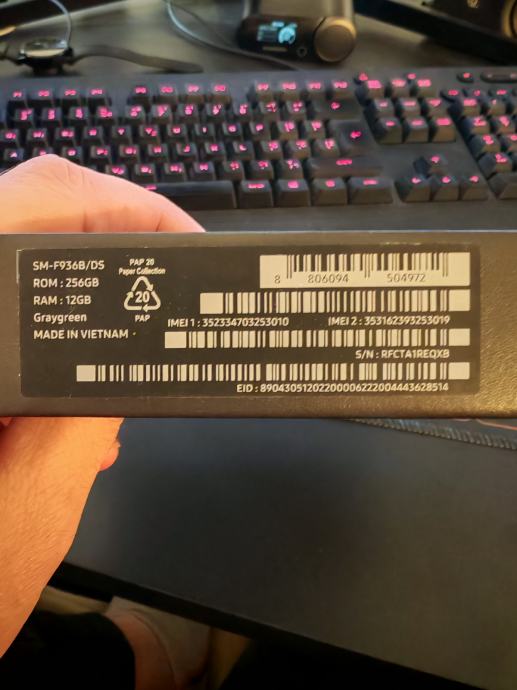 SM-F936B/DS
ROM : 256GB
RAM : 12GB
Graygreen
MADE IN VIETNAM
PAP 20
Paper Collection
20
PAP
8 806094 504972
IMEI 1 : 352334703253010 IMEI 2 : 353162393253019
S/N : RFCTA1REQXB
EID : 89043051202200006222004443628514